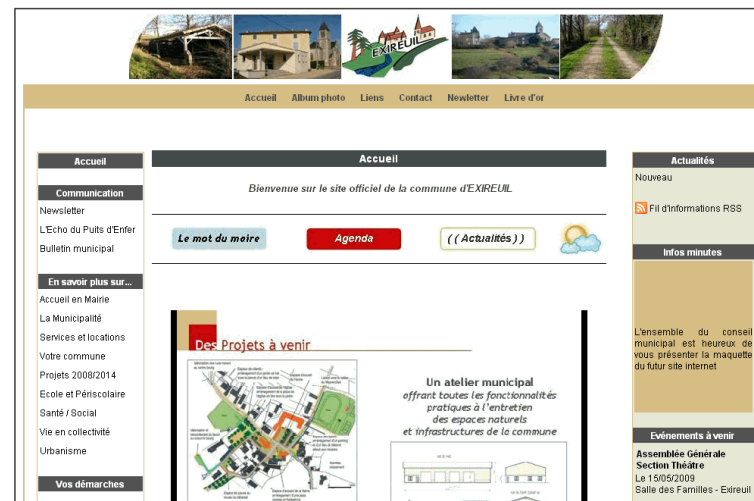 EXIREUIL
Accueil Album photo Liens Contact Newletter Livre d'or
Accueil
Communication
Newsletter
L'Echo du Puits d'Enfer
Bulletin municipal
En savoir plus sur...
Accueil en Mairie
La Municipalité
Services et locations
Votre commune
Projets 2008/2014
Ecole et Périscolaire
Santé / Social
Vie en collectivité
Urbanisme
Vos démarches
Accueil
Bienvenue sur le site officiel de la commune d'EXIREUIL
Le mot du maire
Agenda
(( Actualités ))
Des Projets à venir
Un atelier municipal
offrant toutes les fonctionnalités
pratiques à l'entretien
des espaces naturels
et infrastructures de la commune
Actualités
Nouveau
Fil d'informations RSS
Infos minutes
L'ensemble du conseil
municipal est heureux de
vous présenter la maquette
du futur site internet
Evénements à venir
Assemblée Générale
Section Théâtre
Le 15/05/2009
Salle des Familles - Exireuil